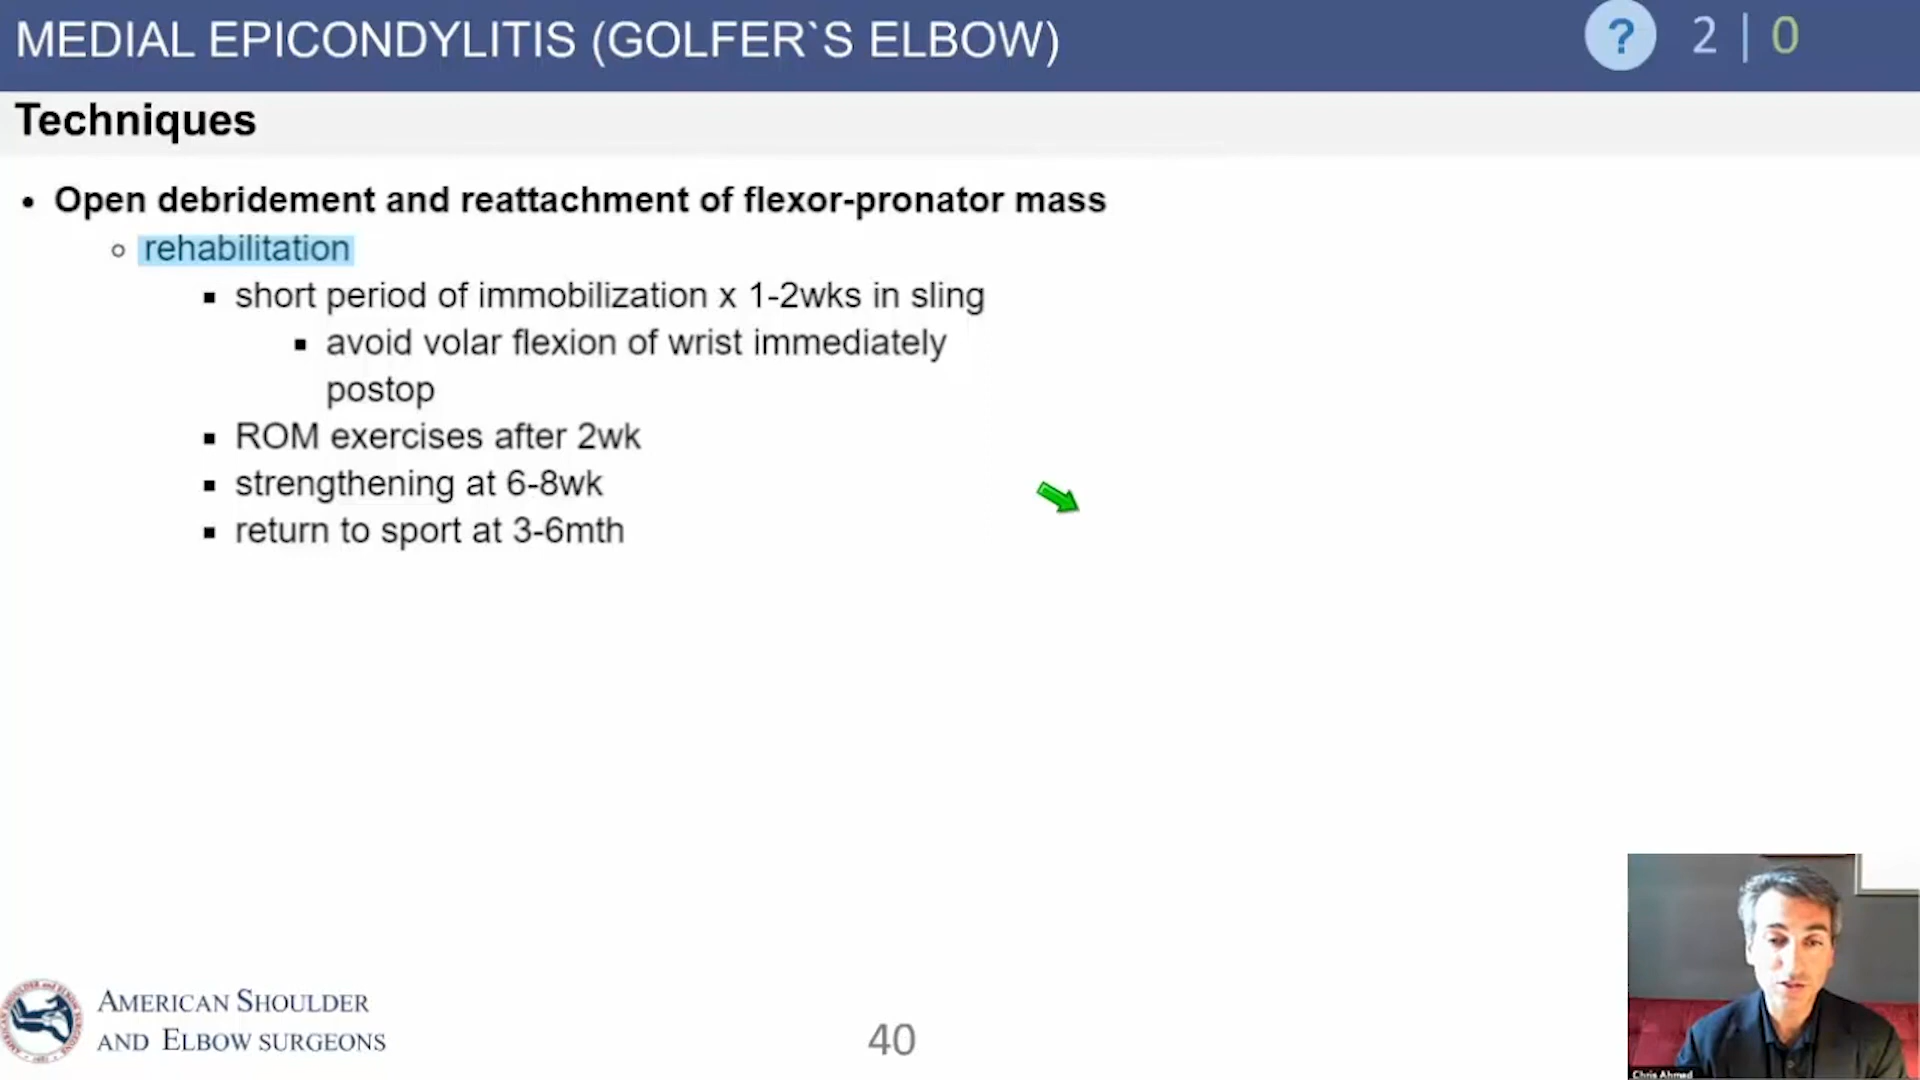 MEDIAL EPICONDYLITIS (GOLFER`S ELBOW)
? 2 | 0
Techniques
• Open debridement and reattachment of flexor-pronator mass
rehabilitation
short period of immobilization x 1-2wks in sling
avoid volar flexion of wrist immediately
postop
ROM exercises after 2wk
strengthening at 6-8wk
return to sport at 3-6mth
AMERICAN SHOULDER
AND ELBOW SURGEONS
40
Chris Ahmad